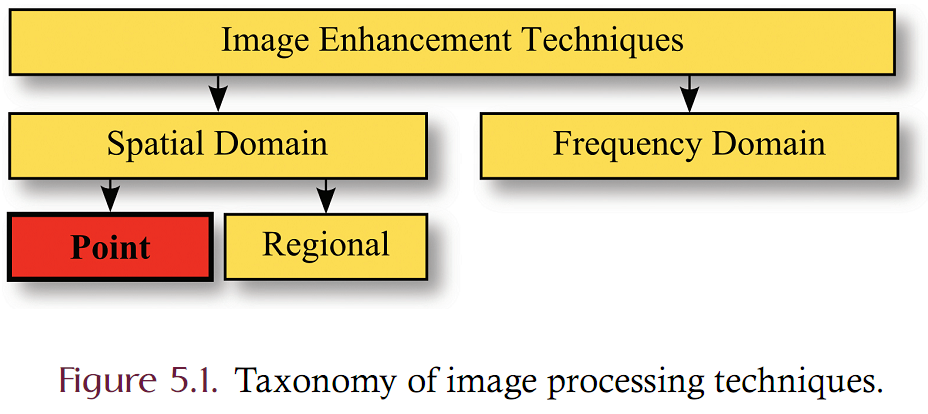 Image Enhancement Techniques
Spatial Domain
Frequency Domain
Point
Regional
Figure 5.1. Taxonomy of image processing techniques.